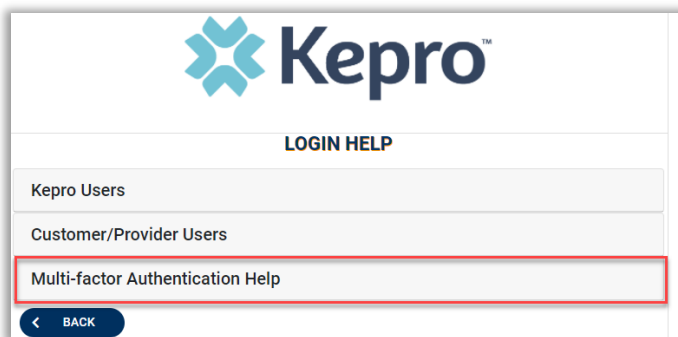 Kepro™
LOGIN HELP
Kepro Users
Customer/Provider Users
Multi-factor Authentication Help
< BACK